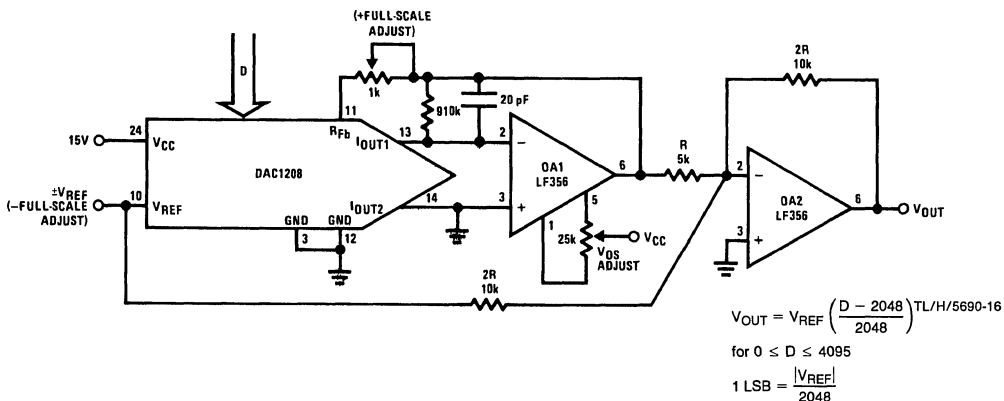 (+FULL-SCALE
ADJUST)
D
1k
11
RFb
910k
20 pF
2R
10k
15V
24
VCC
DAC1208
IOUT1
13
2
−
OA1
LF356
6
R
5k
2
−
OA2
LF356
6
VOUT
±VREF
(−FULL-SCALE
ADJUST)
10
VREF
IOUT2
14
3
+
5
1
25k
VCC
VOS
ADJUST
3
+
GND
GND
3
12
2R
10k
VOUT = VREF (D − 2048 / 2048) TL/H/5690-16
for 0 ≤ D ≤ 4095
1 LSB = |VREF| / 2048